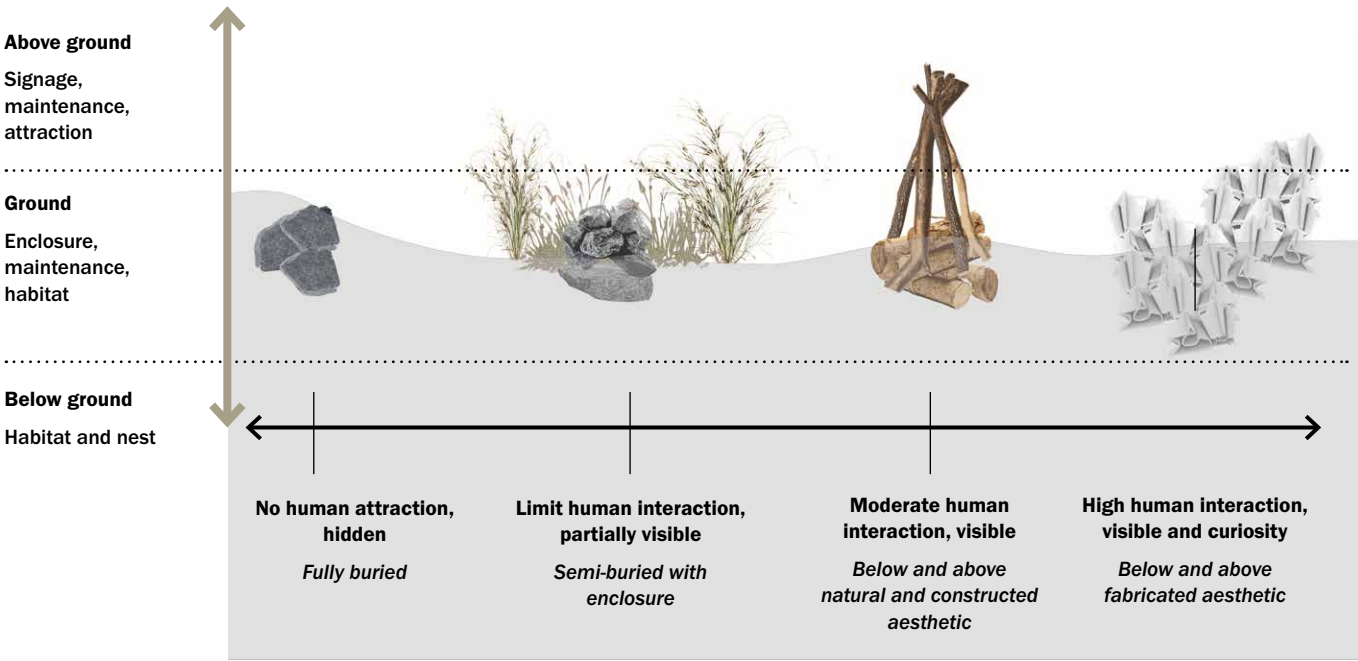 Above ground
Signage,
maintenance,
attraction
Ground
Enclosure,
maintenance,
habitat
Below ground
Habitat and nest
No human attraction,
hidden
Fully buried
Limit human interaction,
partially visible
Semi-buried with
enclosure
Moderate human
interaction, visible
Below and above
natural and constructed
aesthetic
High human interaction,
visible and curiosity
Below and above
fabricated aesthetic